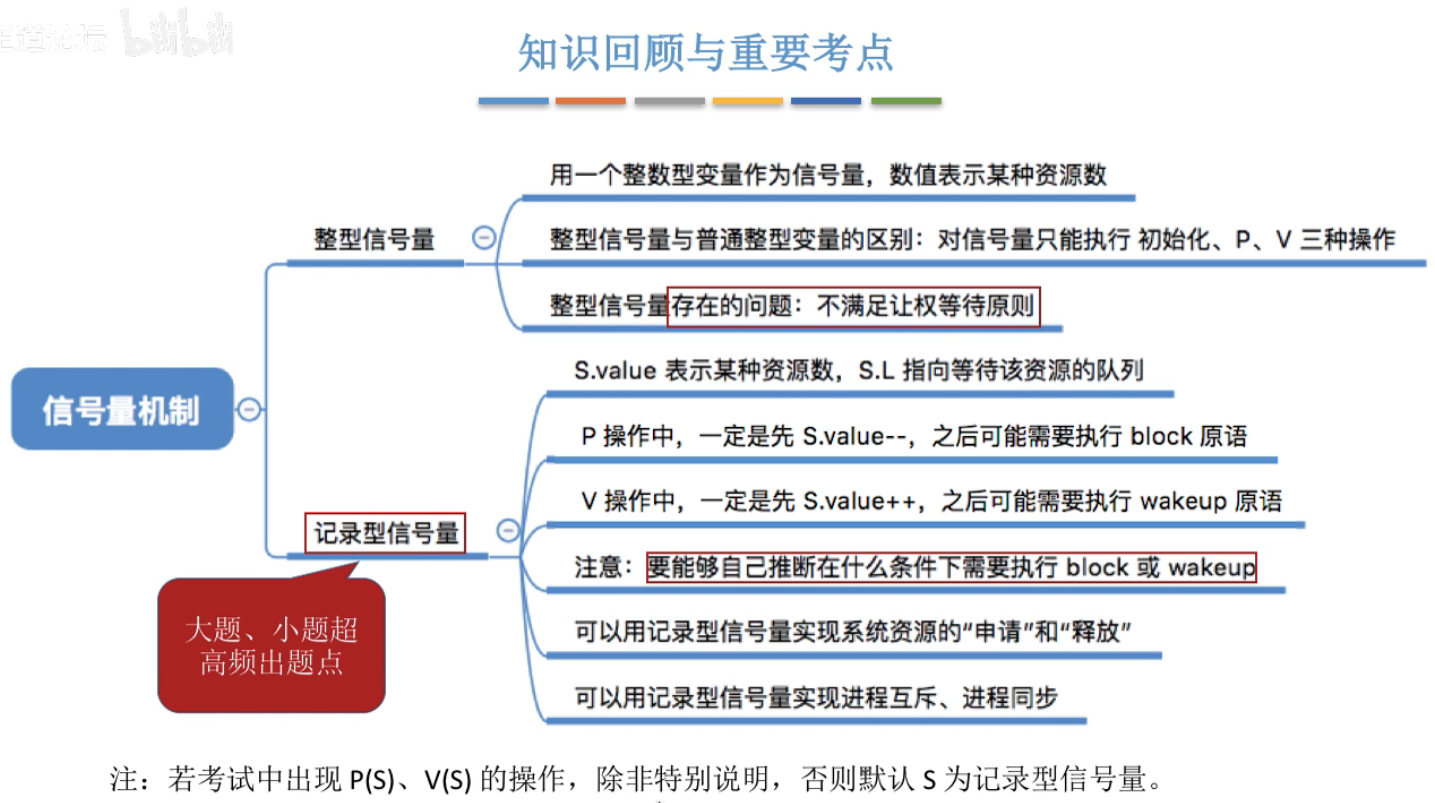 bilibili
知识回顾与重要考点
用一个整数型变量作为信号量，数值表示某种资源数
整型信号量
整型信号量与普通整型变量的区别：对信号量只能执行 初始化、P、V 三种操作
整型信号量存在的问题：不满足让权等待原则
信号量机制
S.value 表示某种资源数，S.L 指向等待该资源的队列
P 操作中，一定是先 S.value--，之后可能需要执行 block 原语
V 操作中，一定是先 S.value++，之后可能需要执行 wakeup 原语
记录型信号量
注意：要能够自己推断在什么条件下需要执行 block 或 wakeup
可以用记录型信号量实现系统资源的“申请”和“释放”
可以用记录型信号量实现进程互斥、进程同步
大题、小题超
高频出题点
注：若考试中出现 P(S)、V(S) 的操作，除非特别说明，否则默认 S 为记录型信号量。